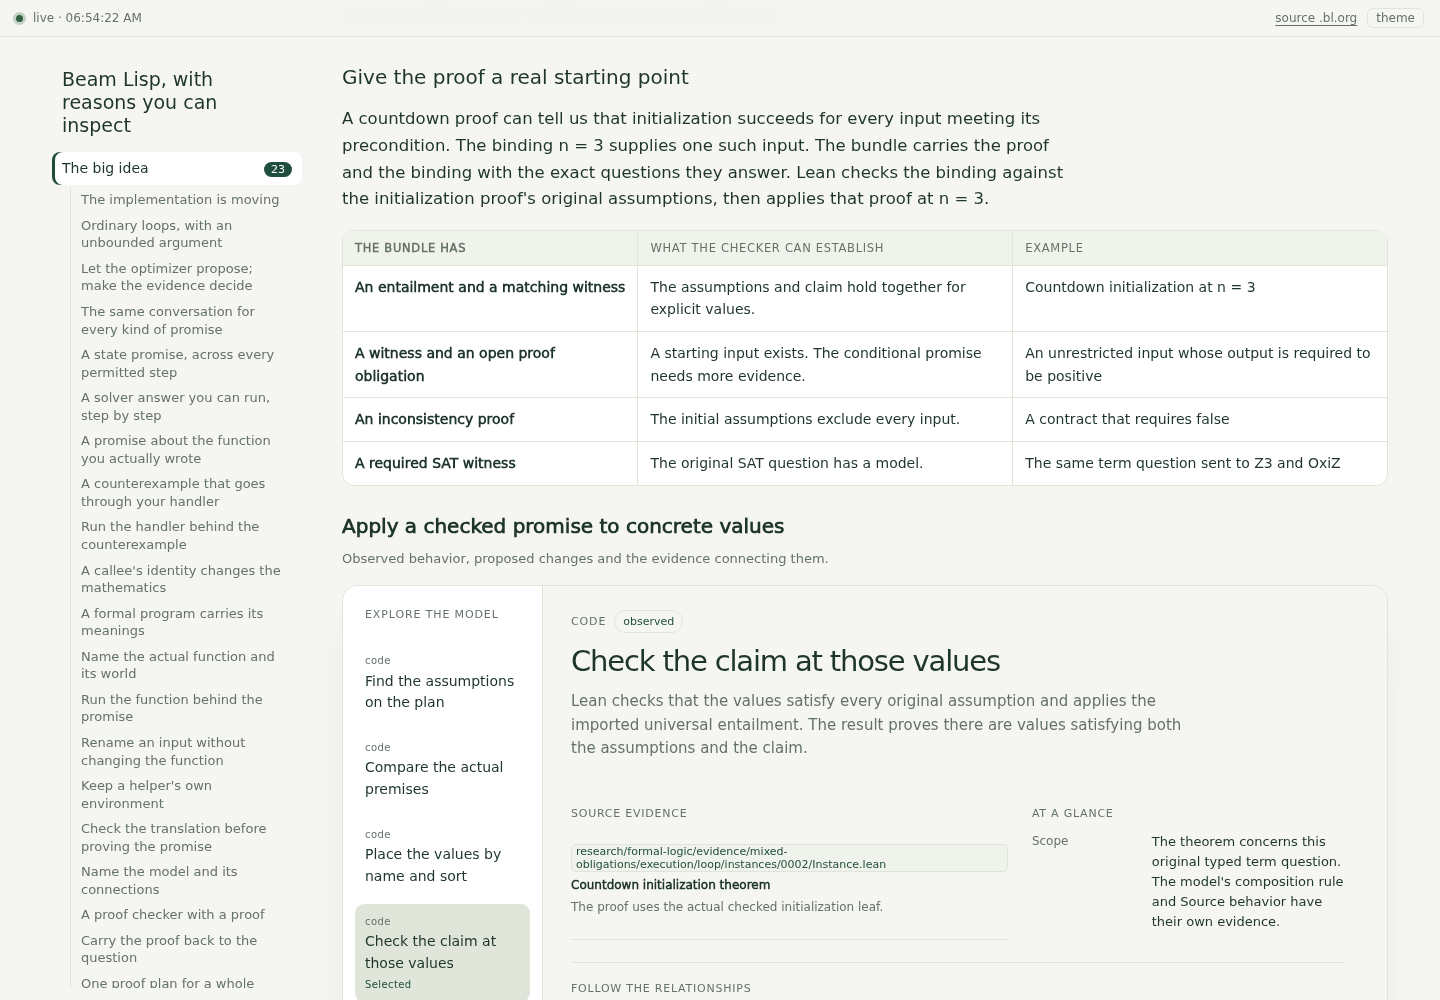 live · 06:54:22 AM
source .bl.org
theme
Beam Lisp, with
reasons you can
inspect
The big idea
23
The implementation is moving
Ordinary loops, with an
unbounded argument
Let the optimizer propose;
make the evidence decide
The same conversation for
every kind of promise
A state promise, across every
permitted step
A solver answer you can run,
step by step
A promise about the function
you actually wrote
A counterexample that goes
through your handler
Run the handler behind the
counterexample
A callee's identity changes the
mathematics
A formal program carries its
meanings
Name the actual function and
its world
Run the function behind the
promise
Rename an input without
changing the function
Keep a helper's own
environment
Check the translation before
proving the promise
Name the model and its
connections
A proof checker with a proof
Carry the proof back to the
question
One proof plan for a whole
Give the proof a real starting point
A countdown proof can tell us that initialization succeeds for every input meeting its
precondition. The binding n = 3 supplies one such input. The bundle carries the proof
and the binding with the exact questions they answer. Lean checks the binding against
the initialization proof's original assumptions, then applies that proof at n = 3.
THE BUNDLE HAS
WHAT THE CHECKER CAN ESTABLISH
EXAMPLE
An entailment and a matching witness
The assumptions and claim hold together for
explicit values.
Countdown initialization at n = 3
A witness and an open proof
obligation
A starting input exists. The conditional promise
needs more evidence.
An unrestricted input whose output is required to
be positive
An inconsistency proof
The initial assumptions exclude every input.
A contract that requires false
A required SAT witness
The original SAT question has a model.
The same term question sent to Z3 and OxiZ
Apply a checked promise to concrete values
Observed behavior, proposed changes and the evidence connecting them.
EXPLORE THE MODEL
code
Find the assumptions
on the plan
code
Compare the actual
premises
code
Place the values by
name and sort
code
Check the claim at
those values
Selected
CODE
observed
Check the claim at those values
Lean checks that the values satisfy every original assumption and applies the
imported universal entailment. The result proves there are values satisfying both
the assumptions and the claim.
SOURCE EVIDENCE
research/formal-logic/evidence/mixed-
obligations/execution/loop/instances/0002/Instance.lean
Countdown initialization theorem
The proof uses the actual checked initialization leaf.
AT A GLANCE
Scope
The theorem concerns this
original typed term question.
The model's composition rule
and Source behavior have
their own evidence.
FOLLOW THE RELATIONSHIPS